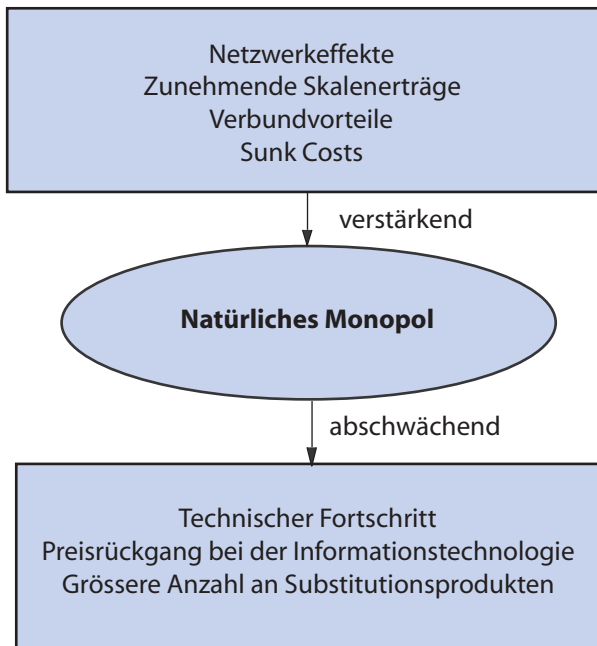 Netzwerkeffekte
Zunehmende Skalenerträge
Verbundvorteile
Sunk Costs
verstärkend
Natürliches Monopol
abschwächend
Technischer Fortschritt
Preisrückgang bei der Informationstechnologie
Grössere Anzahl an Substitutionsprodukten